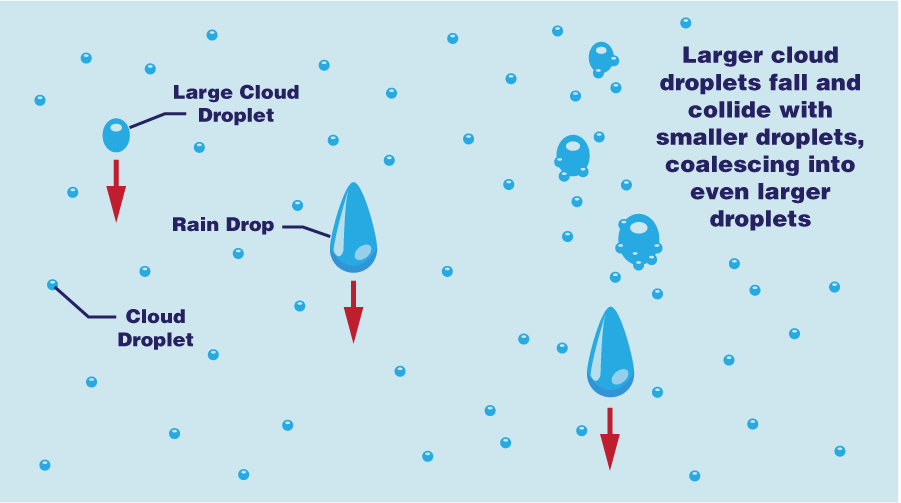 Larger cloud
droplets fall and
collide with
smaller droplets,
coalescing into
even larger
droplets
Large Cloud
Droplet
Rain Drop
Cloud
Droplet